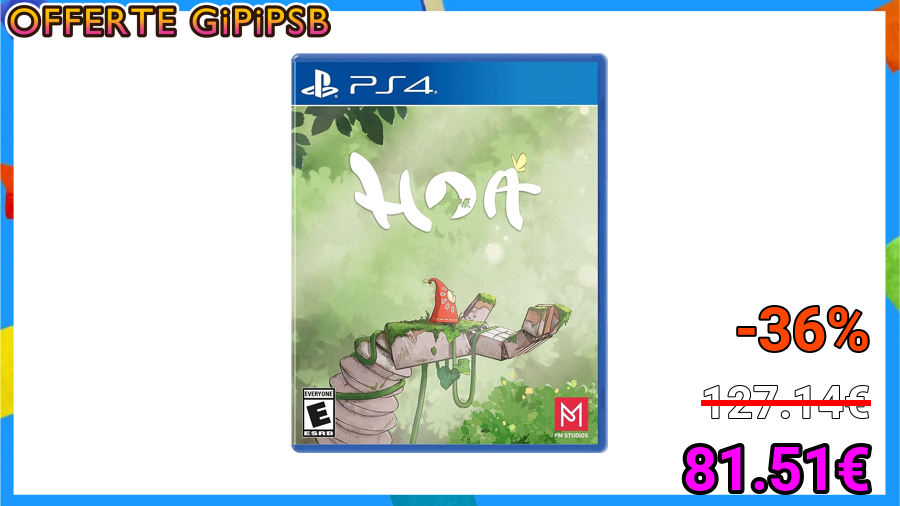 OFFERTE GiPiPSB
PS4
HOA
-36%
127.14€
81.51€
EVERYONE
E
ESRB
PM STUDIOS